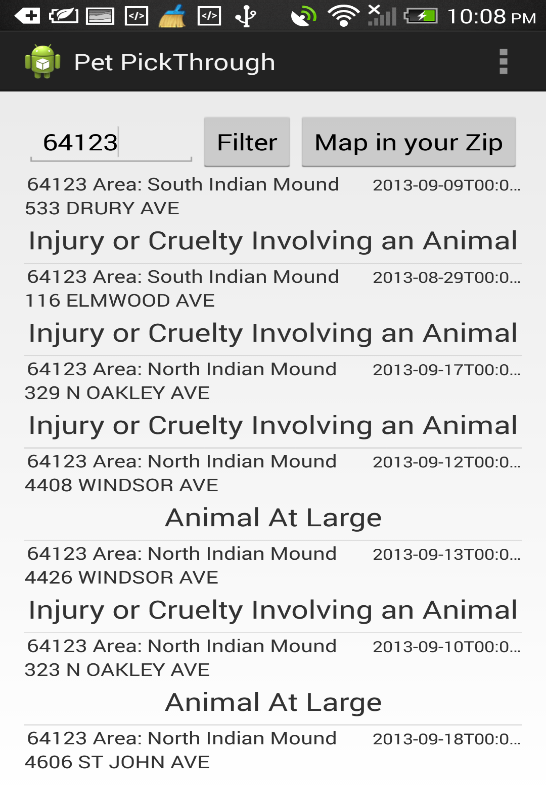 10:08 PM
Pet PickThrough
64123 Filter Map in your Zip
64123 Area: South Indian Mound 2013-09-09T00:0...
533 DRURY AVE
Injury or Cruelty Involving an Animal
64123 Area: South Indian Mound 2013-08-29T00:0...
116 ELMWOOD AVE
Injury or Cruelty Involving an Animal
64123 Area: North Indian Mound 2013-09-17T00:0...
329 N OAKLEY AVE
Injury or Cruelty Involving an Animal
64123 Area: North Indian Mound 2013-09-12T00:0...
4408 WINDSOR AVE
Animal At Large
64123 Area: North Indian Mound 2013-09-13T00:0...
4426 WINDSOR AVE
Injury or Cruelty Involving an Animal
64123 Area: North Indian Mound 2013-09-10T00:0...
323 N OAKLEY AVE
Animal At Large
64123 Area: North Indian Mound 2013-09-18T00:0...
4606 ST JOHN AVE